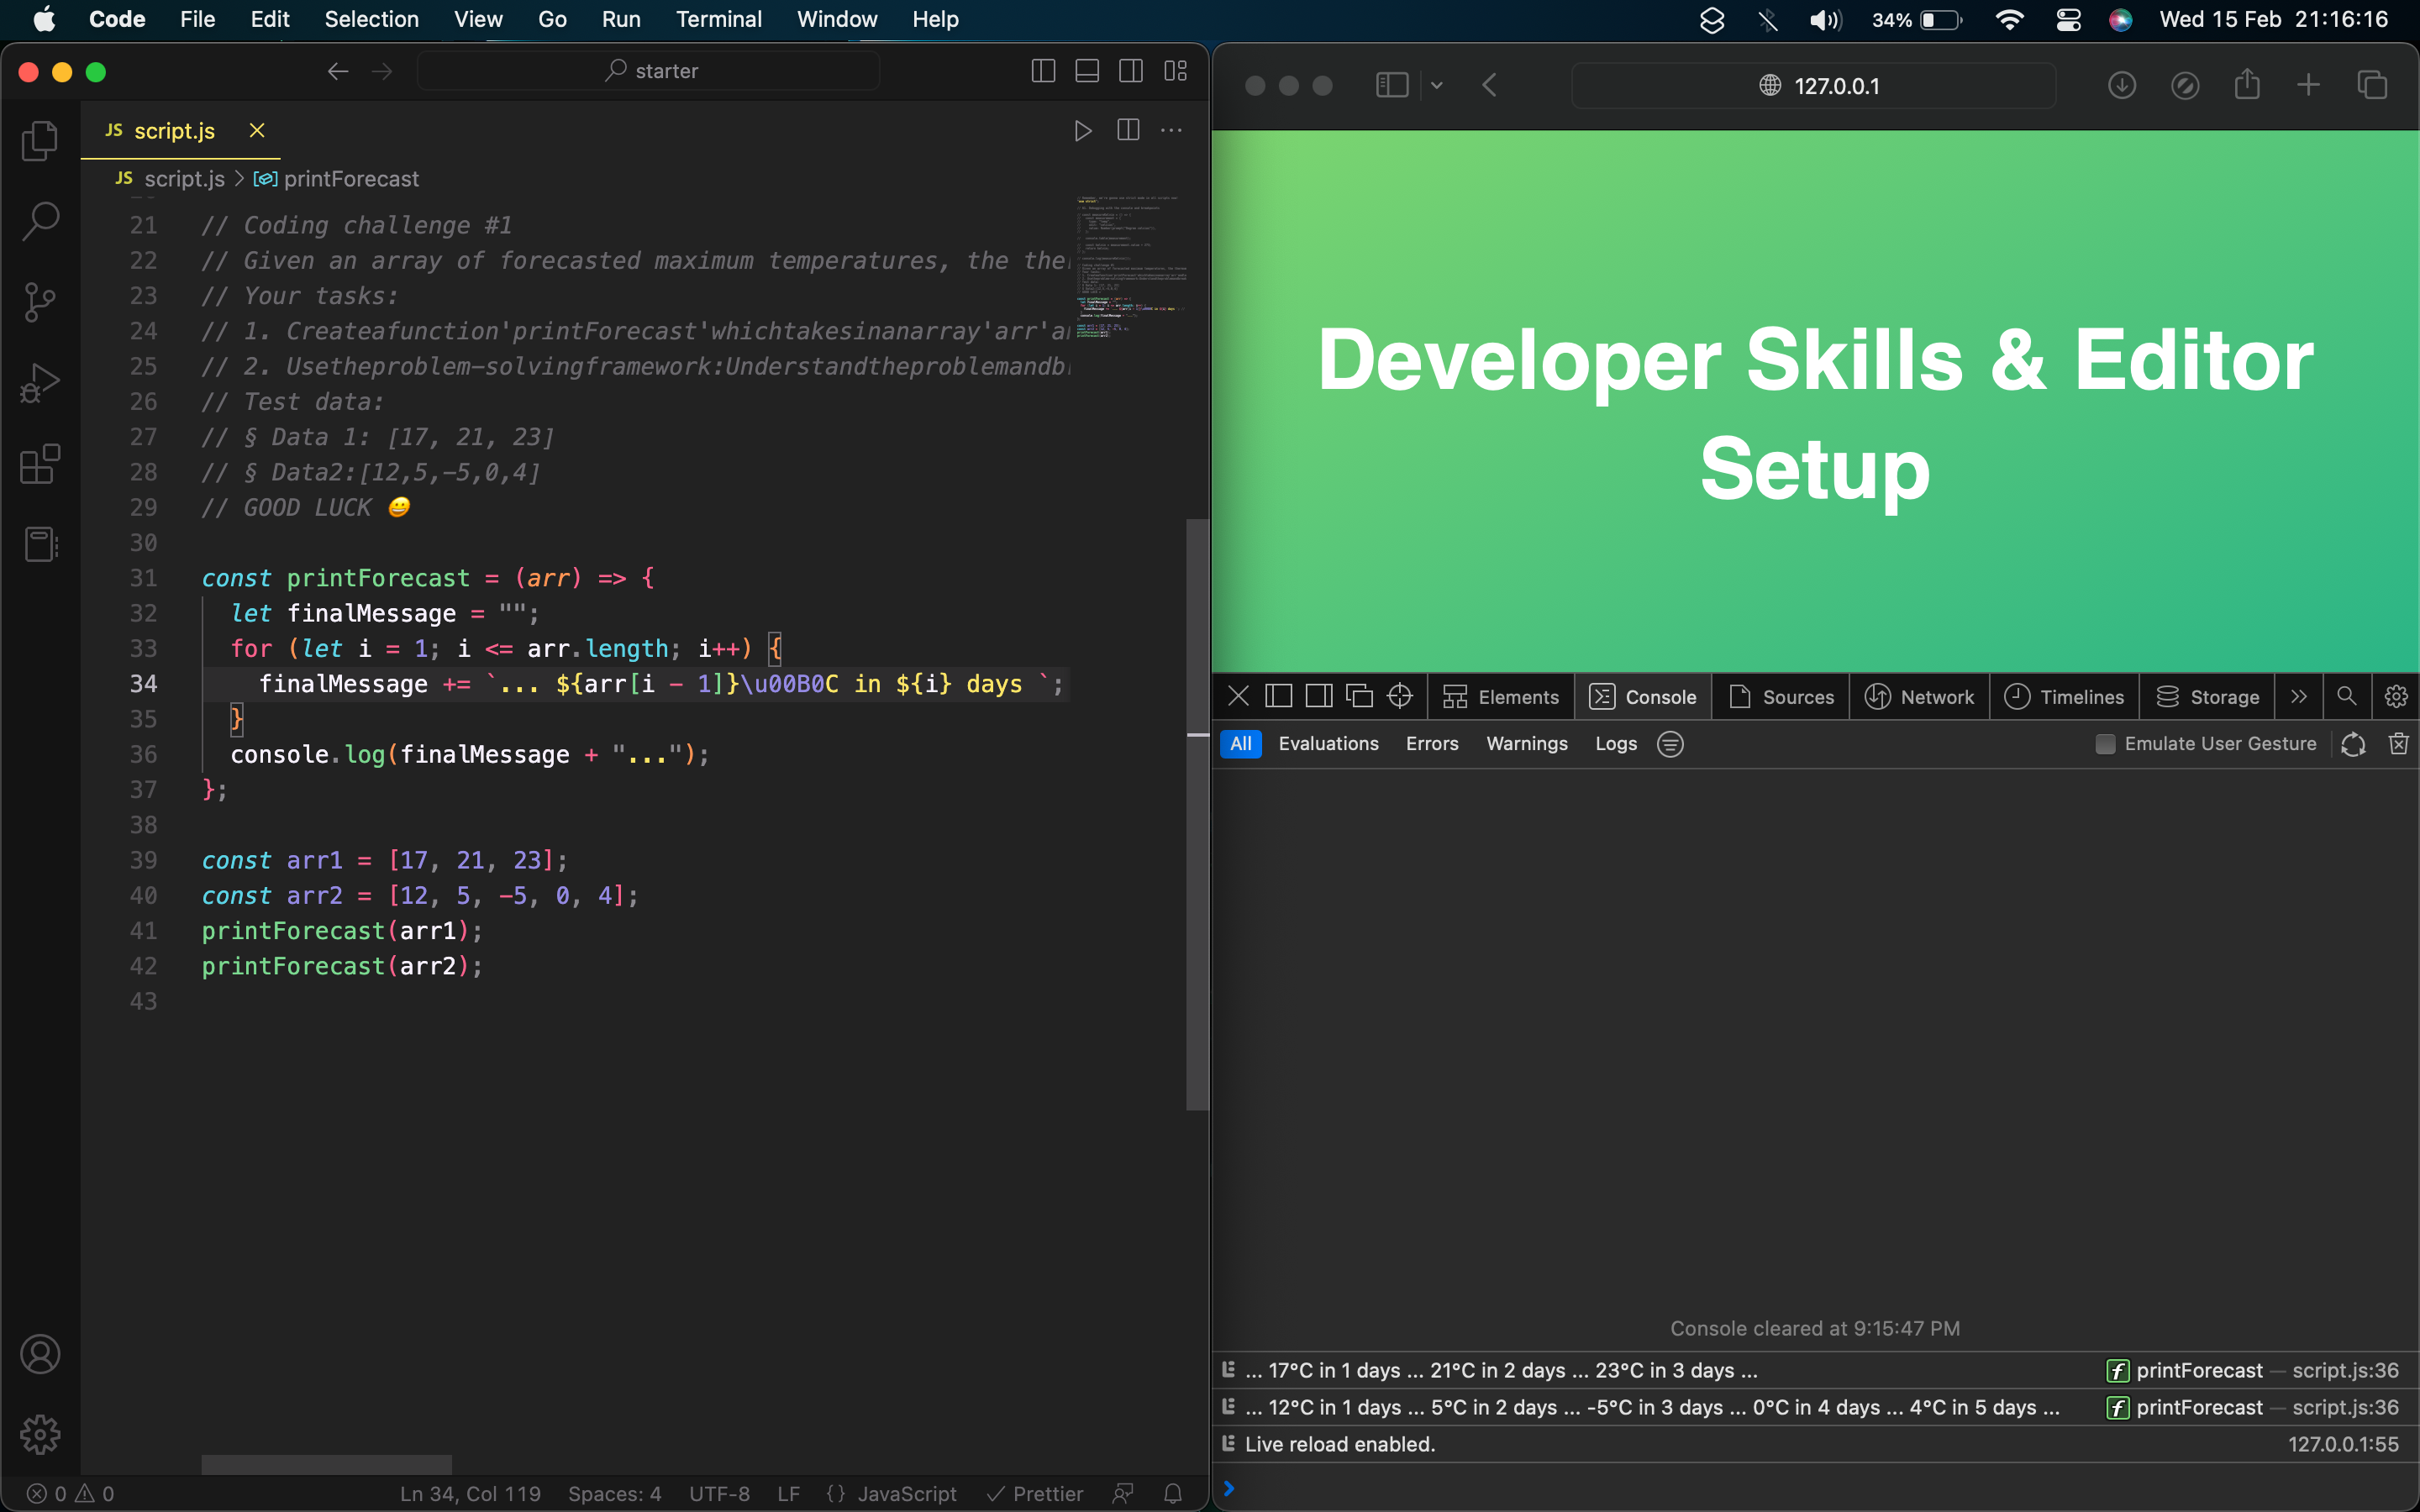 Code File Edit Selection View Go Run Terminal Window Help 34% Wed 15 Feb 21:16:16
starter
127.0.0.1
JS script.js
JS script.js > printForecast
21 // Coding challenge #1
22 // Given an array of forecasted maximum temperatures, the the
23 // Your tasks:
24 // 1. Createafunction'printForecast'whichtakesinanarray'arr'a
25 // 2. Usetheproblem-solvingframework:Understandtheproblemandb
26 // Test data:
27 // § Data 1: [17, 21, 23]
28 // § Data2:[12,5,-5,0,4]
29 // GOOD LUCK 😀
30
31 const printForecast = (arr) => {
32 let finalMessage = "";
33 for (let i = 1; i <= arr.length; i++) {
34 finalMessage += `... ${arr[i - 1]}\u00B0C in ${i} days `;
35 }
36 console.log(finalMessage + "...");
37 };
38
39 const arr1 = [17, 21, 23];
40 const arr2 = [12, 5, -5, 0, 4];
41 printForecast(arr1);
42 printForecast(arr2);
43
0 0 Ln 34, Col 119 Spaces: 4 UTF-8 LF {} JavaScript Prettier
Developer Skills & Editor
Setup
Elements Console Sources Network Timelines Storage
All Evaluations Errors Warnings Logs Emulate User Gesture
Console cleared at 9:15:47 PM
... 17°C in 1 days ... 21°C in 2 days ... 23°C in 3 days ... f printForecast — script.js:36
... 12°C in 1 days ... 5°C in 2 days ... -5°C in 3 days ... 0°C in 4 days ... 4°C in 5 days ... f printForecast — script.js:36
Live reload enabled. 127.0.0.1:55